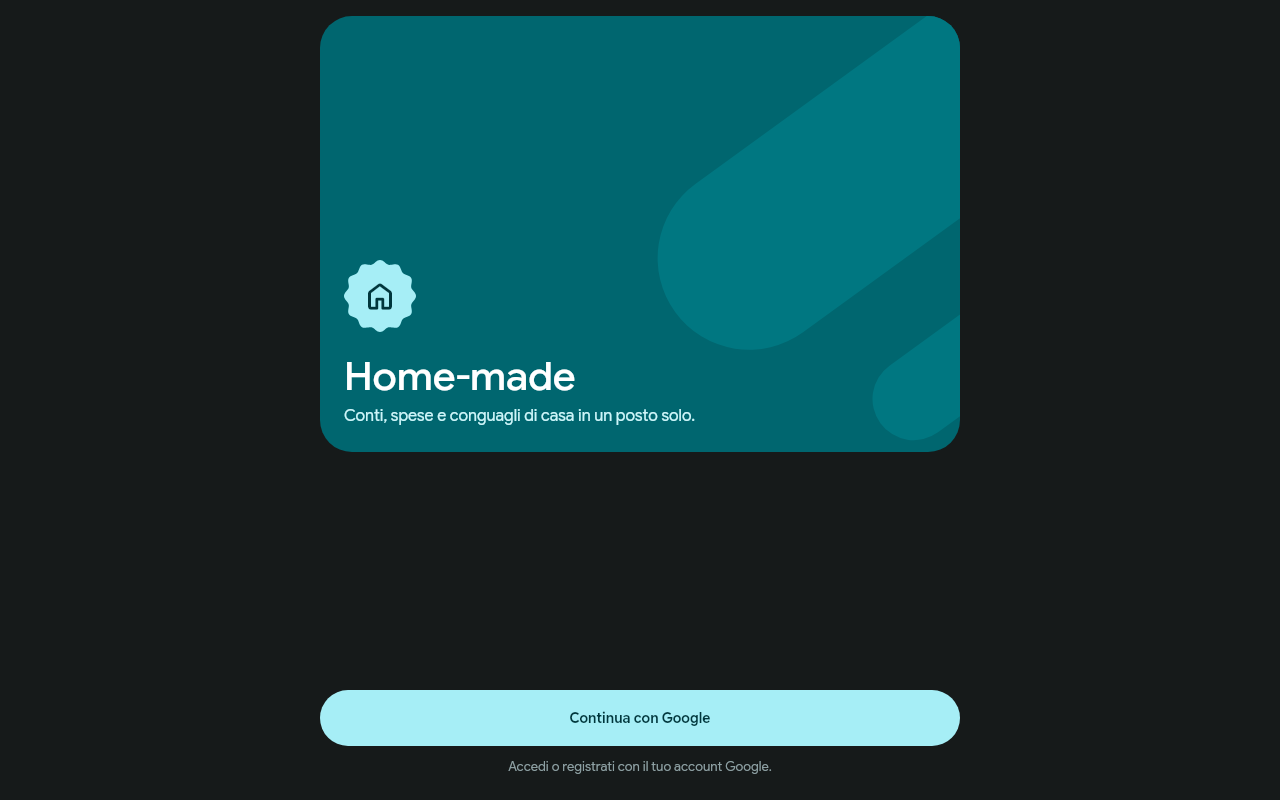 Home-made
Conti, spese e conguagli di casa in un posto solo.
Continua con Google
Accedi o registrati con il tuo account Google.